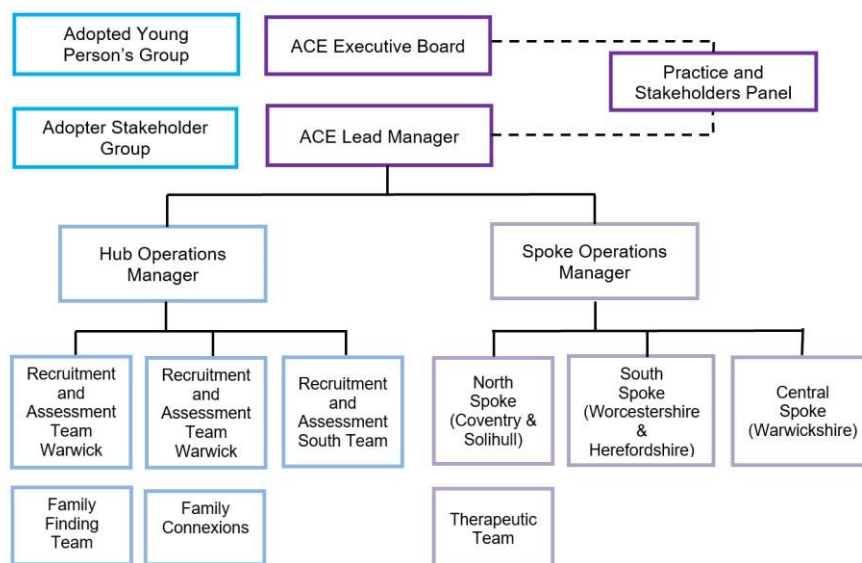 Adopted Young
Person's Group
ACE Executive Board
Practice and
Stakeholders Panel
Adopter Stakeholder
Group
ACE Lead Manager
Hub Operations
Manager
Spoke Operations
Manager
Recruitment
and
Assessment
Team
Warwick
Recruitment
and
Assessment
Team
Warwick
Recruitment
and
Assessment
South Team
North
Spoke
(Coventry &
Solihull)
South
Spoke
(Worcestershire
&
Herefordshire)
Central
Spoke
(Warwickshire)
Family
Finding
Team
Family
Connexions
Therapeutic
Team